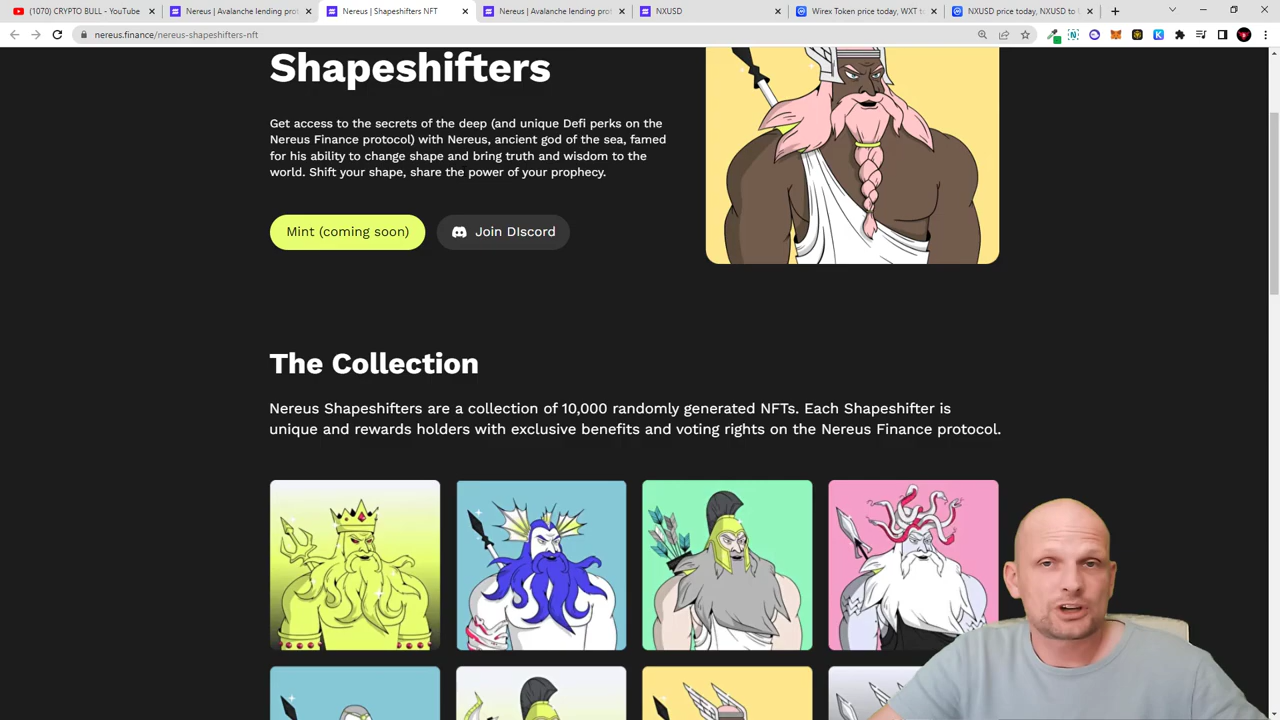 (1070) CRYPTO BULL - YouTube
Nereus | Avalanche lending prot
Nereus | Shapeshifters NFT
Nereus | Avalanche lending prot
NXUSD
Wirex Token price today, WXT to
NXUSD price today, NXUSD to U
nereus.finance/nereus-shapeshifters-nft
Shapeshifters
Get access to the secrets of the deep (and unique Defi perks on the
Nereus Finance protocol) with Nereus, ancient god of the sea, famed
for his ability to change shape and bring truth and wisdom to the
world. Shift your shape, share the power of your prophecy.
Mint (coming soon)
Join DIscord
The Collection
Nereus Shapeshifters are a collection of 10,000 randomly generated NFTs. Each Shapeshifter is
unique and rewards holders with exclusive benefits and voting rights on the Nereus Finance protocol.